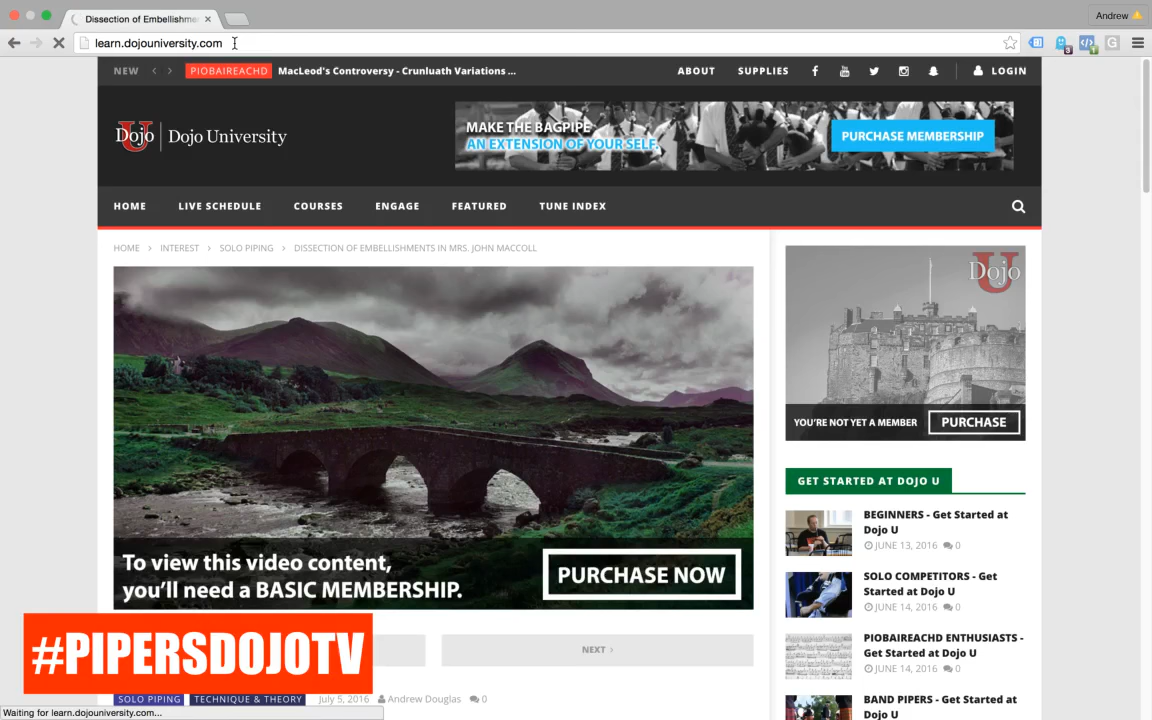 Dissection of Embellishme
Andrew
learn.dojouniversity.com
3
1
G
NEW
PIOBAIREACHD
MacLeod's Controversy - Crunluath Variations ...
ABOUT
SUPPLIES
LOGIN
Dojo
U
Dojo University
MAKE THE BAGPIPE
AN EXTENSION OF YOUR SELF.
PURCHASE MEMBERSHIP
HOME
LIVE SCHEDULE
COURSES
ENGAGE
FEATURED
TUNE INDEX
HOME > INTEREST > SOLO PIPING > DISSECTION OF EMBELLISHMENTS IN MRS. JOHN MACCOLL
To view this video content,
you'll need a BASIC MEMBERSHIP.
PURCHASE NOW
Dojo
U
YOU'RE NOT YET A MEMBER
PURCHASE
GET STARTED AT DOJO U
BEGINNERS - Get Started at
Dojo U
JUNE 13, 2016 0
SOLO COMPETITORS - Get
Started at Dojo U
JUNE 14, 2016 0
PIOBAIREACHD ENTHUSIASTS -
Get Started at Dojo U
JUNE 14, 2016 0
BAND PIPERS - Get Started at
Dojo U
NEXT >
#PIPERSDOJOTV
SOLO PIPING
TECHNIQUE & THEORY
July 5, 2016
Andrew Douglas
0
Waiting for learn.dojouniversity.com...